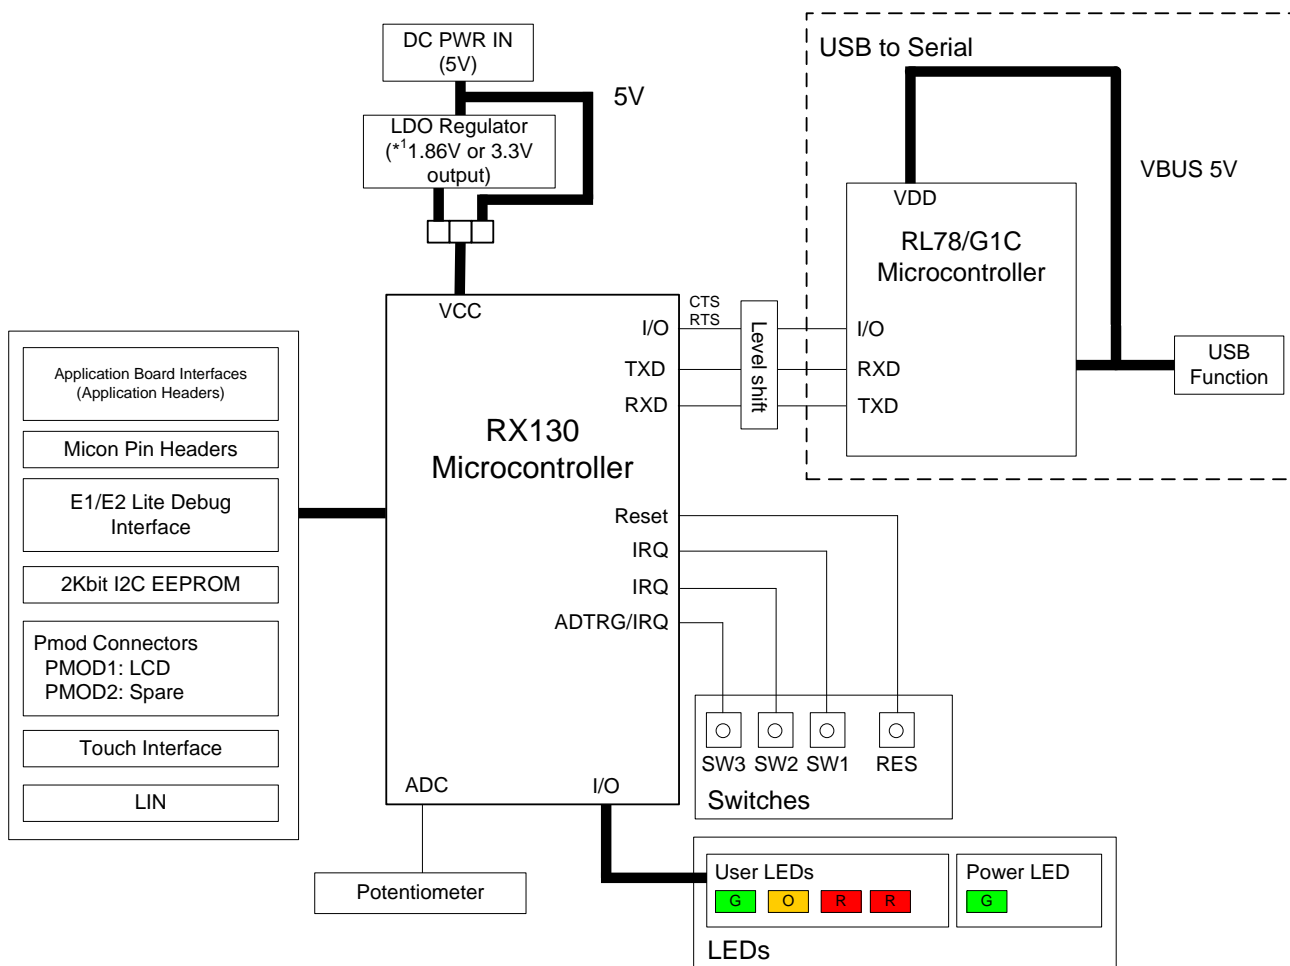 DC PWR IN
(5V)
5V
LDO Regulator
(*1 1.86V or 3.3V
output)
USB to Serial
VBUS 5V
VDD
RL78/G1C
Microcontroller
I/O
RXD
TXD
USB
Function
CTS
RTS
Level shift
VCC
I/O
TXD
RXD
RX130
Microcontroller
Reset
IRQ
IRQ
ADTRG/IRQ
ADC
I/O
Application Board Interfaces
(Application Headers)
Micon Pin Headers
E1/E2 Lite Debug
Interface
2Kbit I2C EEPROM
Pmod Connectors
PMOD1: LCD
PMOD2: Spare
Touch Interface
LIN
SW3 SW2 SW1 RES
Switches
Potentiometer
User LEDs
G O R R
Power LED
G
LEDs